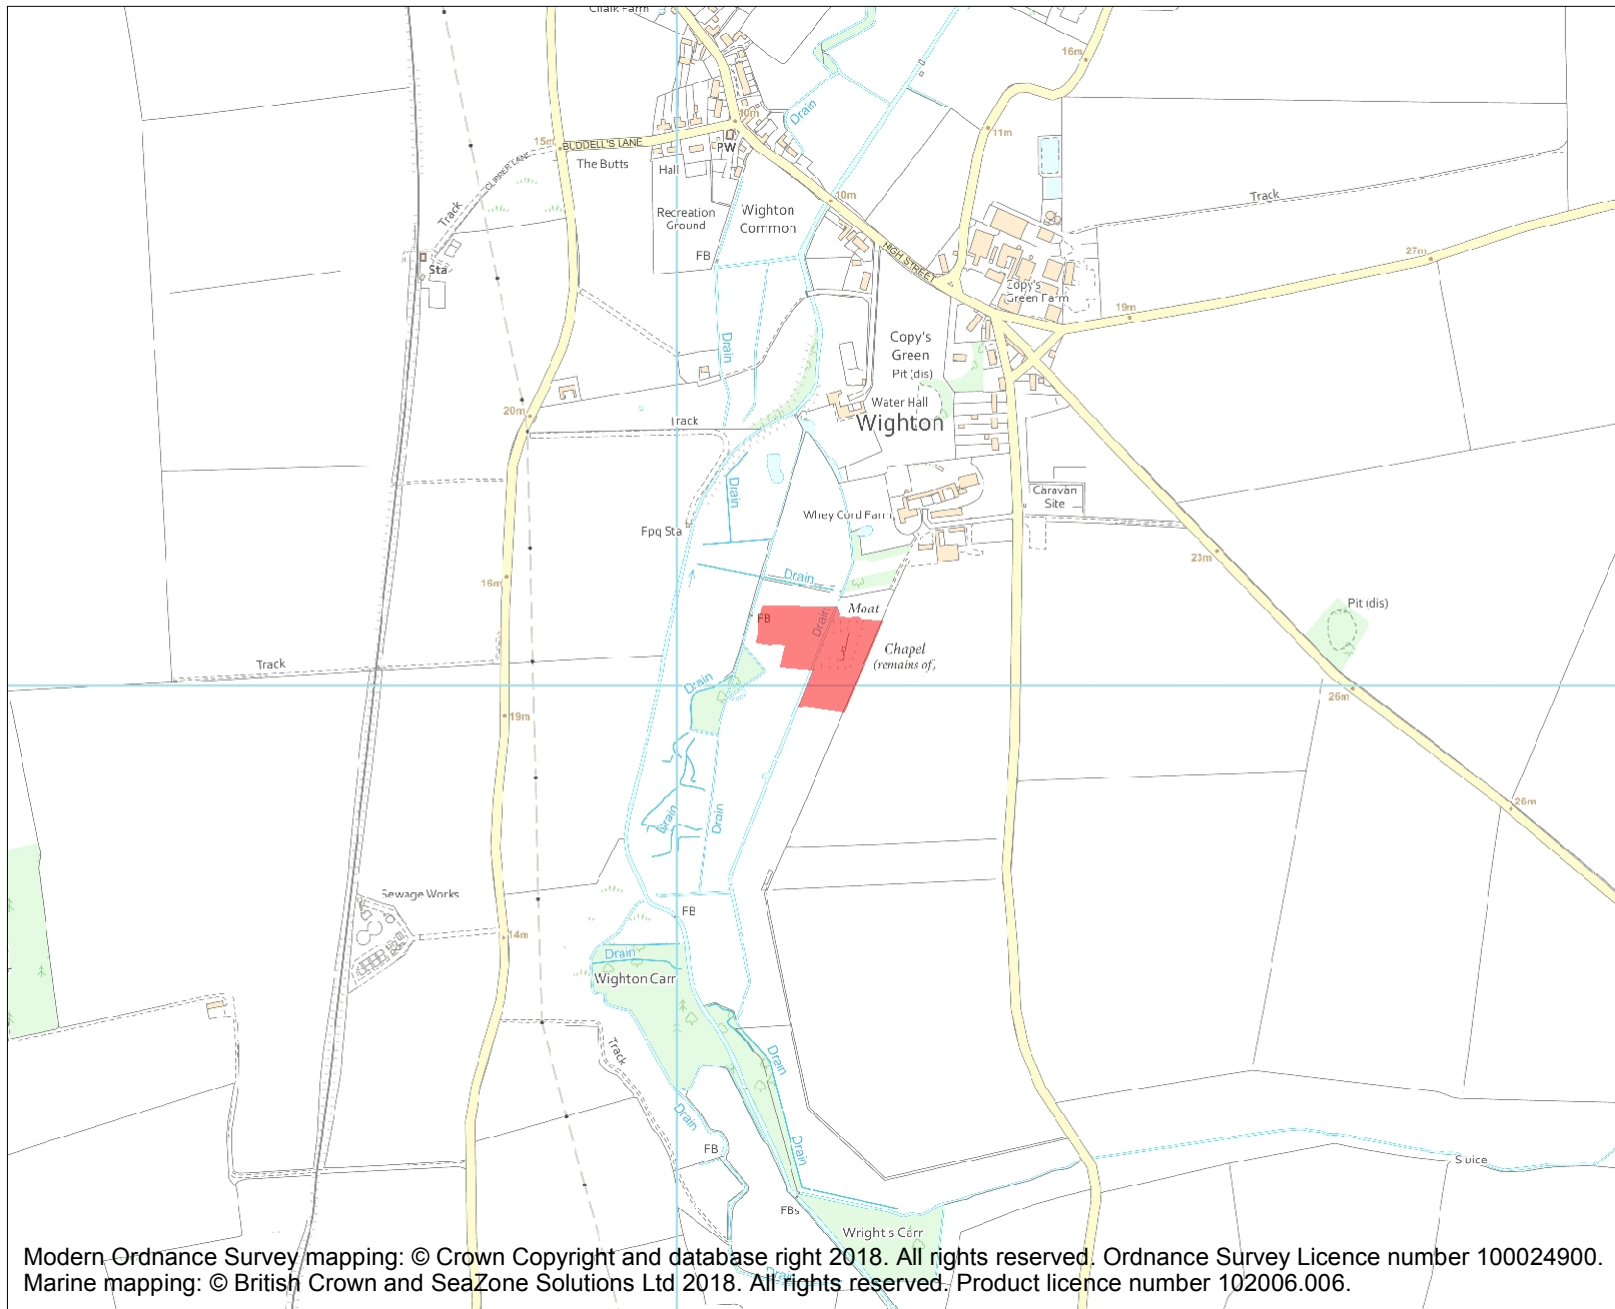 Chalk Farm
16m
Drain
10m
11m
15m
BUDDELL'S LANE
PW
CLIPPER LANE
The Butts
Hall
Track
Track
10m
Recreation
Ground
Wighton
Common
HIGH STREET
27m
FB
Sta
Copy's
Green Farm
19m
Drain
Copy's
Green
Pit (dis)
Water Hall
20m
Track
Wighton
Drain
Caravan
Site
Whey Curd Farm
Fpq Sta
23m
16m
Drain
Moat
Pit (dis)
FB
Drain
Chapel
(remains of)
Track
Drain
26m
19m
26m
Drain
Drain
Sewage Works
FB
14m
Drain
Wighton Carr
Track
Drain
Drain
FB
Drain
Sluice
FBs
Wright's Carr
Drain
Modern Ordnance Survey mapping: © Crown Copyright and database right 2018. All rights reserved. Ordnance Survey Licence number 100024900.
Marine mapping: © British Crown and SeaZone Solutions Ltd 2018. All rights reserved. Product licence number 102006.006.